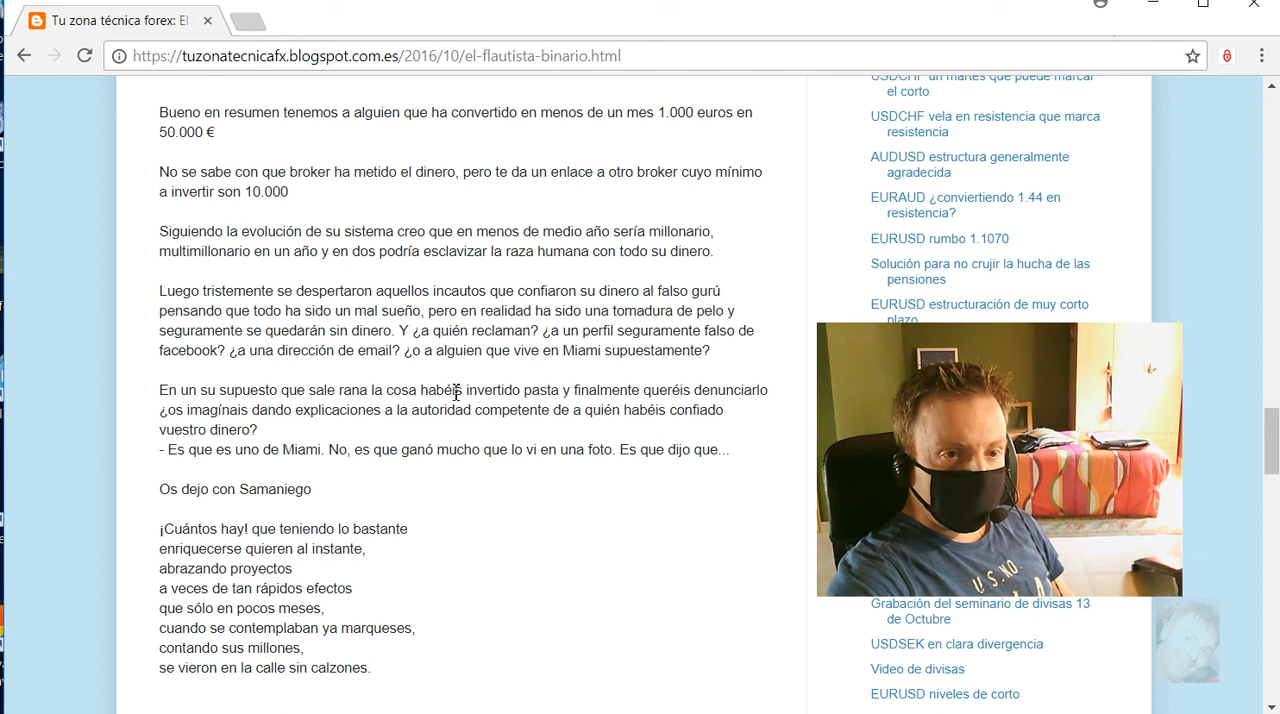 Tu zona técnica forex: El
https://tuzonatecnicafx.blogspot.com.es/2016/10/el-flautista-binario.html
Bueno en resumen tenemos a alguien que ha convertido en menos de un mes 1.000 euros en
50.000 €
No se sabe con que broker ha metido el dinero, pero te da un enlace a otro broker cuyo mínimo
a invertir son 10.000
Siguiendo la evolución de su sistema creo que en menos de medio año sería millonario,
multimillonario en un año y en dos podría esclavizar la raza humana con todo su dinero.
Luego tristemente se despertaron aquellos incautos que confiaron su dinero al falso gurú
pensando que todo ha sido un mal sueño, pero en realidad ha sido una tomadura de pelo y
seguramente se quedarán sin dinero. Y ¿a quién reclaman? ¿a un perfil seguramente falso de
facebook? ¿a una dirección de email? ¿o a alguien que vive en Miami supuestamente?
En un su supuesto que sale rana la cosa habéis invertido pasta y finalmente queréis denunciarlo
¿os imagínais dando explicaciones a la autoridad competente de a quién habéis confiado
vuestro dinero?
- Es que es uno de Miami. No, es que ganó mucho que lo vi en una foto. Es que dijo que...
Os dejo con Samaniego
¡Cuántos hay! que teniendo lo bastante
enriquecerse quieren al instante,
abrazando proyectos
a veces de tan rápidos efectos
que sólo en pocos meses,
cuando se contemplaban ya marqueses,
contando sus millones,
se vieron en la calle sin calzones.
USDCHF un martes que puede marcar
el corto
USDCHF vela en resistencia que marca
resistencia
AUDUSD estructura generalmente
agradecida
EURAUD ¿conviertiendo 1.44 en
resistencia?
EURUSD rumbo 1.1070
Solución para no crujir la hucha de las
pensiones
EURUSD estructuración de muy corto
plazo
U.S.NO.
Grabación del seminario de divisas 13
de Octubre
USDSEK en clara divergencia
Video de divisas
EURUSD niveles de corto